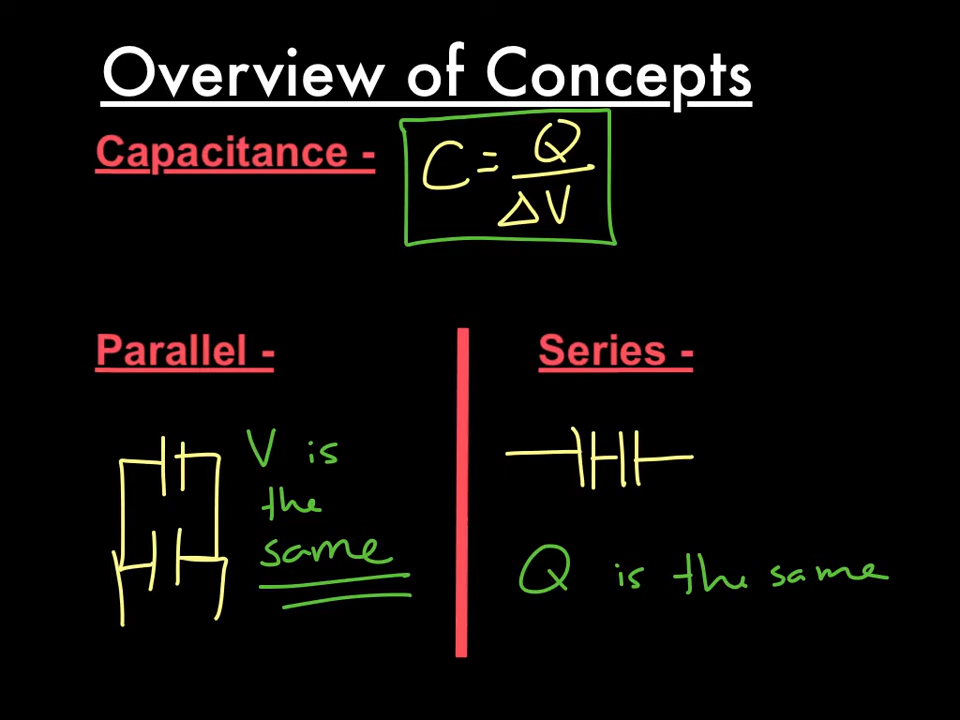 Overview of Concepts
Capacitance - C = Q / ΔV
Parallel -
V is
the
same
Series -
Q is the same